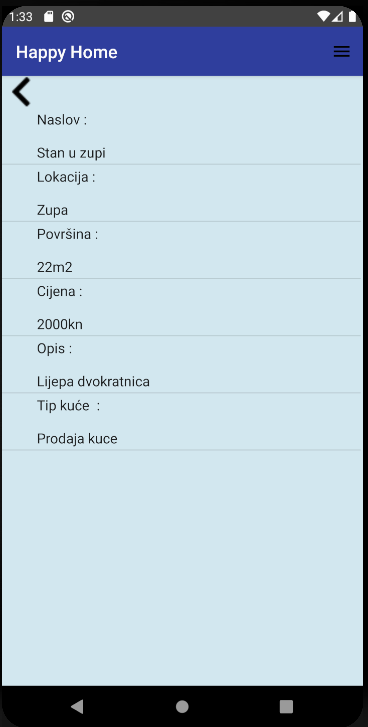 1:33
Happy Home
Naslov :
Stan u zupi
Lokacija :
Zupa
Površina :
22m2
Cijena :
2000kn
Opis :
Lijepa dvokratnica
Tip kuće  :
Prodaja kuce